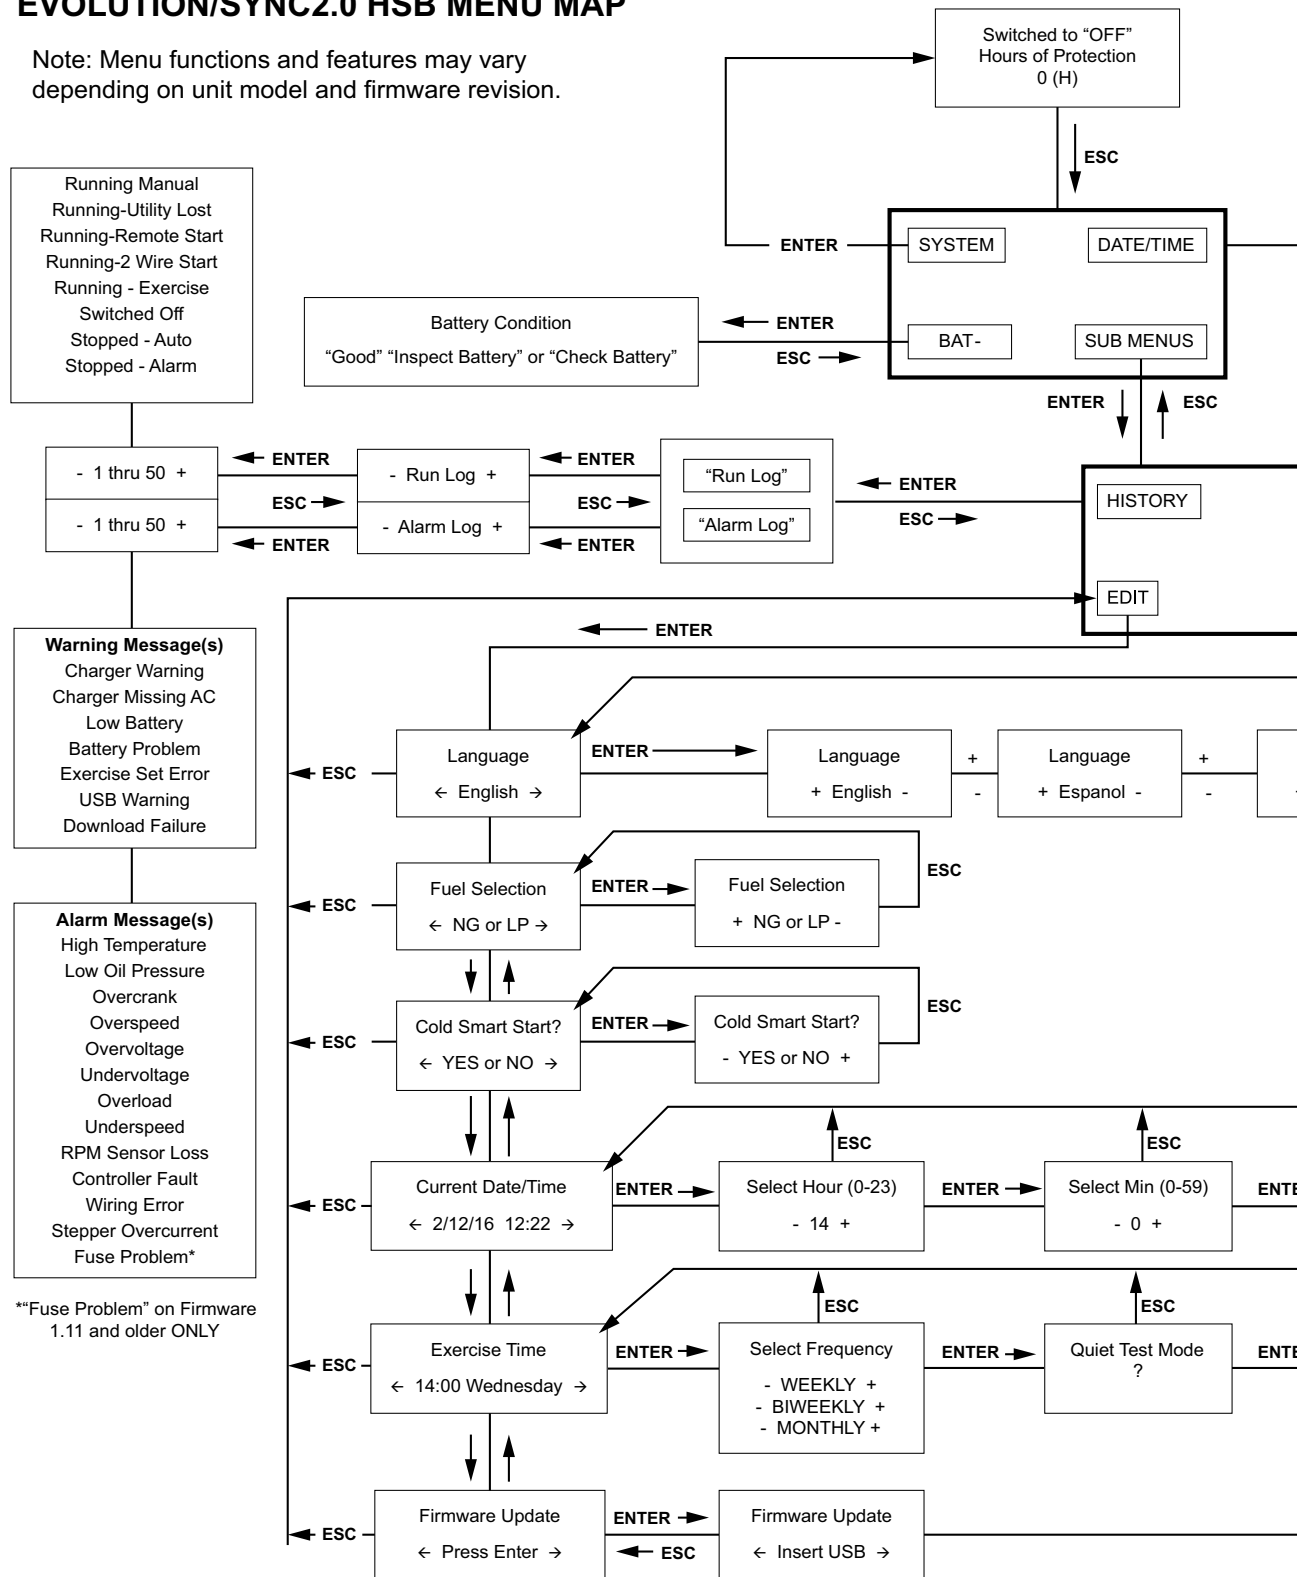 EVOLUTION/SYNC2.0 HSB MENU MAP
Note: Menu functions and features may vary
depending on unit model and firmware revision.
Switched to “OFF”
Hours of Protection
0 (H)
ESC
ENTER
SYSTEM
DATE/TIME
BAT-
SUB MENUS
Battery Condition
“Good” “Inspect Battery” or “Check Battery”
ENTER
ESC
ENTER
ESC
Running Manual
Running-Utility Lost
Running-Remote Start
Running-2 Wire Start
Running - Exercise
Switched Off
Stopped - Auto
Stopped - Alarm
- 1 thru 50 +
- 1 thru 50 +
ENTER
ESC
ENTER
- Run Log +
- Alarm Log +
ENTER
ESC
ENTER
“Run Log”
“Alarm Log”
ENTER
ESC
HISTORY
EDIT
ENTER
Warning Message(s)
Charger Warning
Charger Missing AC
Low Battery
Battery Problem
Exercise Set Error
USB Warning
Download Failure
Alarm Message(s)
High Temperature
Low Oil Pressure
Overcrank
Overspeed
Overvoltage
Undervoltage
Overload
Underspeed
RPM Sensor Loss
Controller Fault
Wiring Error
Stepper Overcurrent
Fuse Problem*
*“Fuse Problem” on Firmware
1.11 and older ONLY
ESC
Language
← English →
ENTER
Language
+ English -
+
-
Language
+ Espanol -
+
-
ESC
Fuel Selection
← NG or LP →
ENTER
Fuel Selection
+ NG or LP -
ESC
ESC
Cold Smart Start?
← YES or NO →
ENTER
Cold Smart Start?
- YES or NO +
ESC
ESC
Current Date/Time
← 2/12/16 12:22 →
ENTER
ESC
Select Hour (0-23)
- 14 +
ENTER
ESC
Select Min (0-59)
- 0 +
ENTE
ESC
Exercise Time
← 14:00 Wednesday →
ENTER
ESC
Select Frequency
- WEEKLY +
- BIWEEKLY +
- MONTHLY +
ENTER
ESC
Quiet Test Mode
?
ENTE
ESC
Firmware Update
← Press Enter →
ENTER
ESC
Firmware Update
← Insert USB →